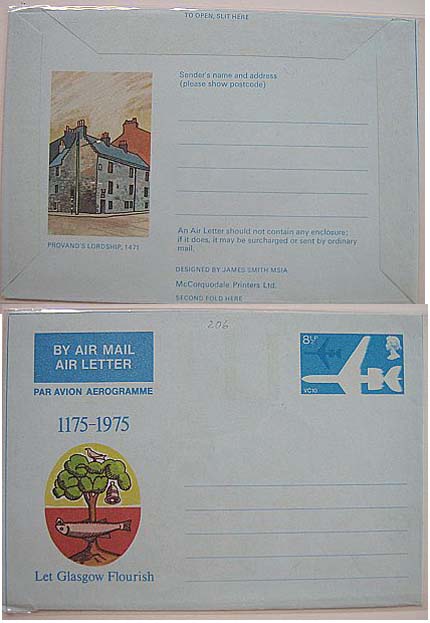 TO OPEN, SLIT HERE
Sender's name and address
(please show postcode)
An Air Letter should not contain any enclosure;
if it does, it may be surcharged or sent by ordinary
mail.
PROVAND'S LORDSHIP, 1471
DESIGNED BY JAMES SMITH MSIA
McCorquodale Printers Ltd.
SECOND FOLD HERE
206
BY AIR MAIL
AIR LETTER
PAR AVION AEROGRAMME
8½P
VC10
1175-1975
Let Glasgow Flourish